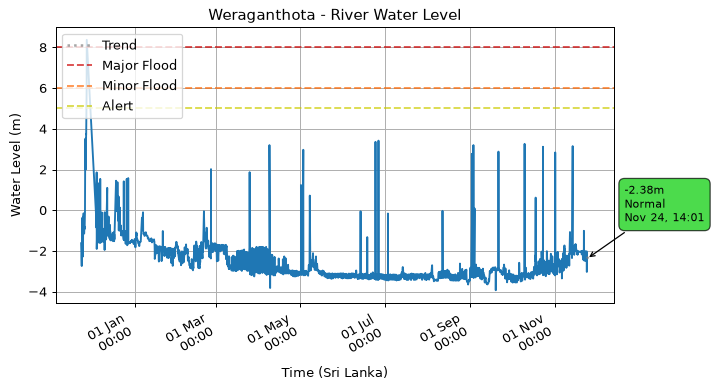 Weraganthota - River Water Level
Water Level (m)
8
6
4
2
0
−2
−4
Trend
Major Flood
Minor Flood
Alert
-2.38m
Normal
Nov 24, 14:01
01 Jan
00:00
01 Mar
00:00
01 May
00:00
01 Jul
00:00
01 Sep
00:00
01 Nov
00:00
Time (Sri Lanka)